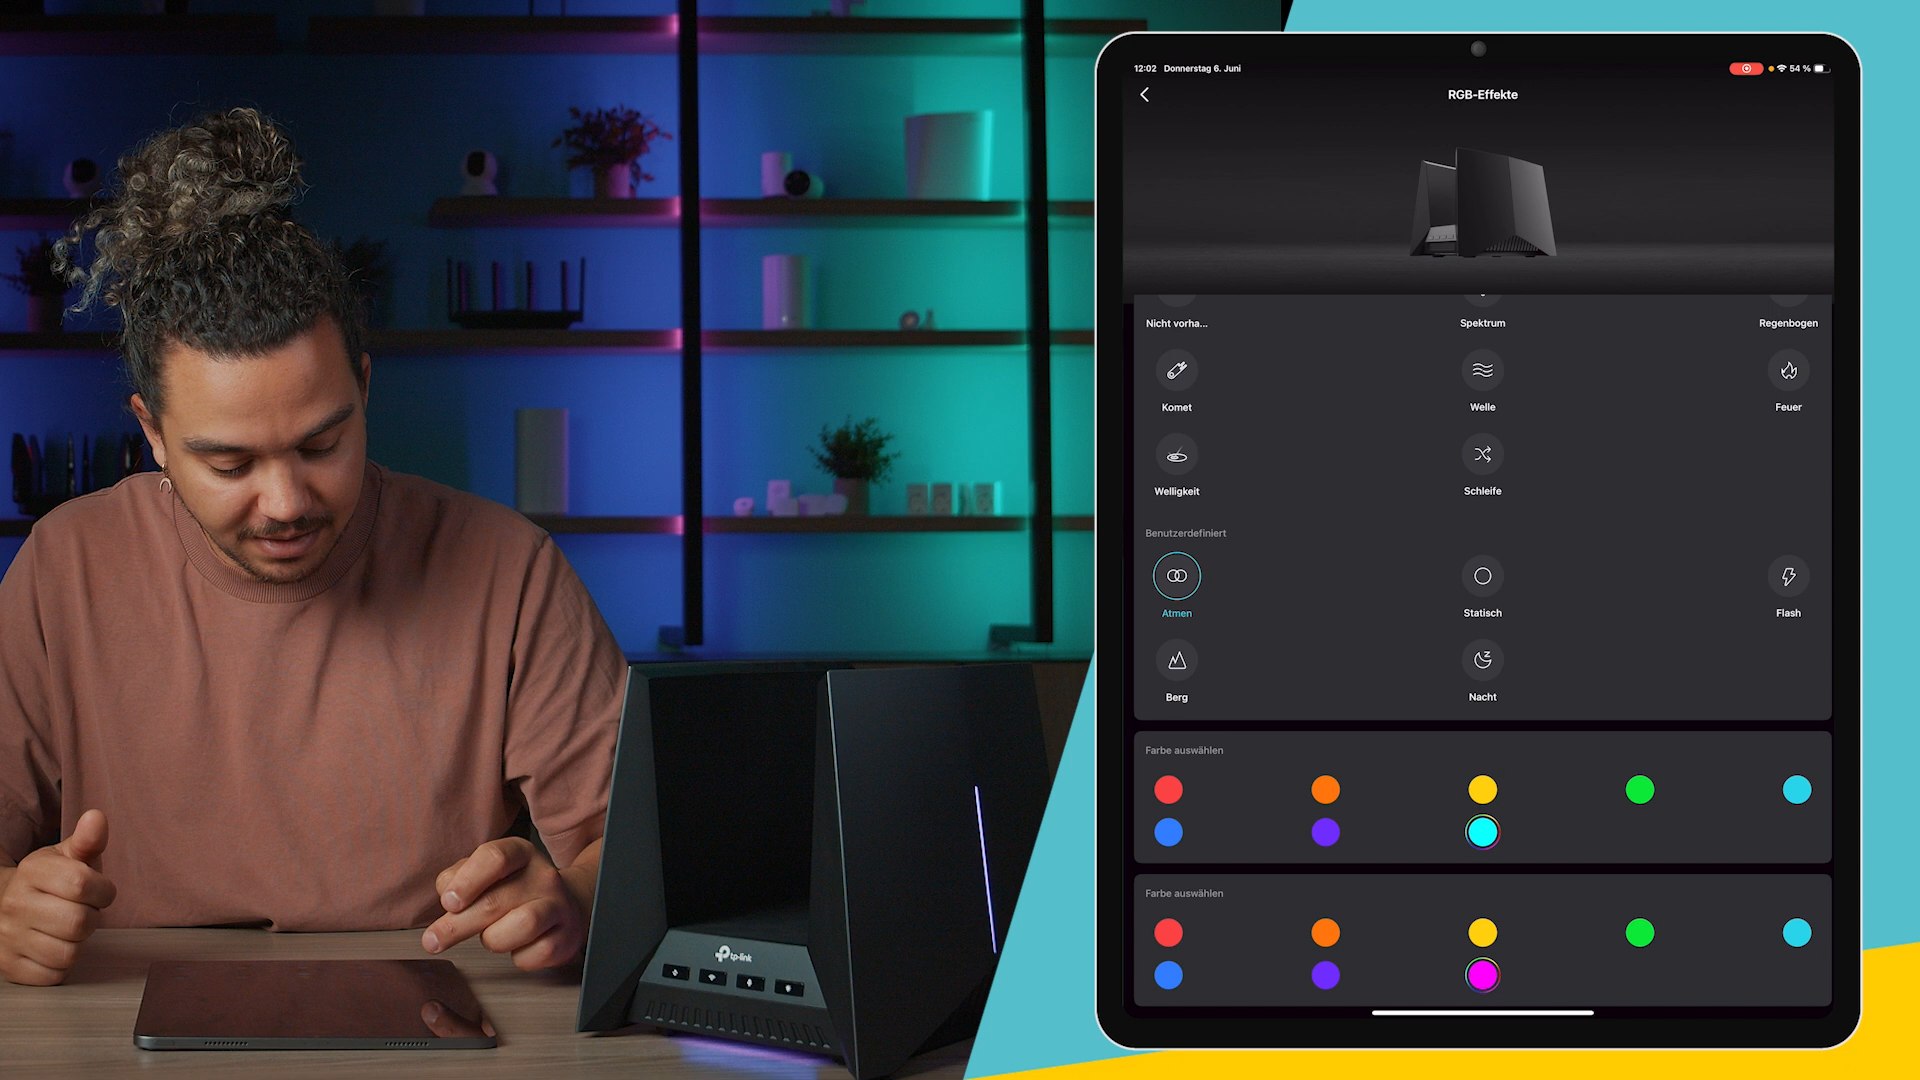 12:02 Donnerstag 6. Juni
54 %
RGB-Effekte
Nicht vorha...
Spektrum
Regenbogen
Komet
Welle
Feuer
Welligkeit
Schleife
Benutzerdefiniert
Atmen
Statisch
Flash
Berg
Nacht
Farbe auswählen
Farbe auswählen
tp-link